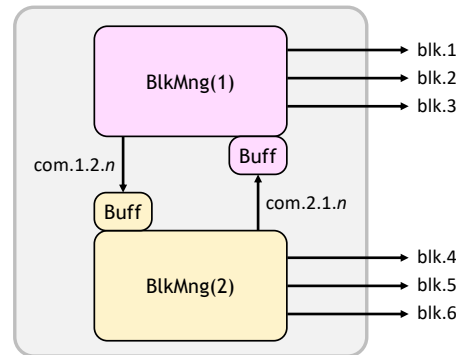 BlkMng(1)
blk.1
blk.2
blk.3
Buff
com.1.2.n
com.2.1.n
Buff
BlkMng(2)
blk.4
blk.5
blk.6